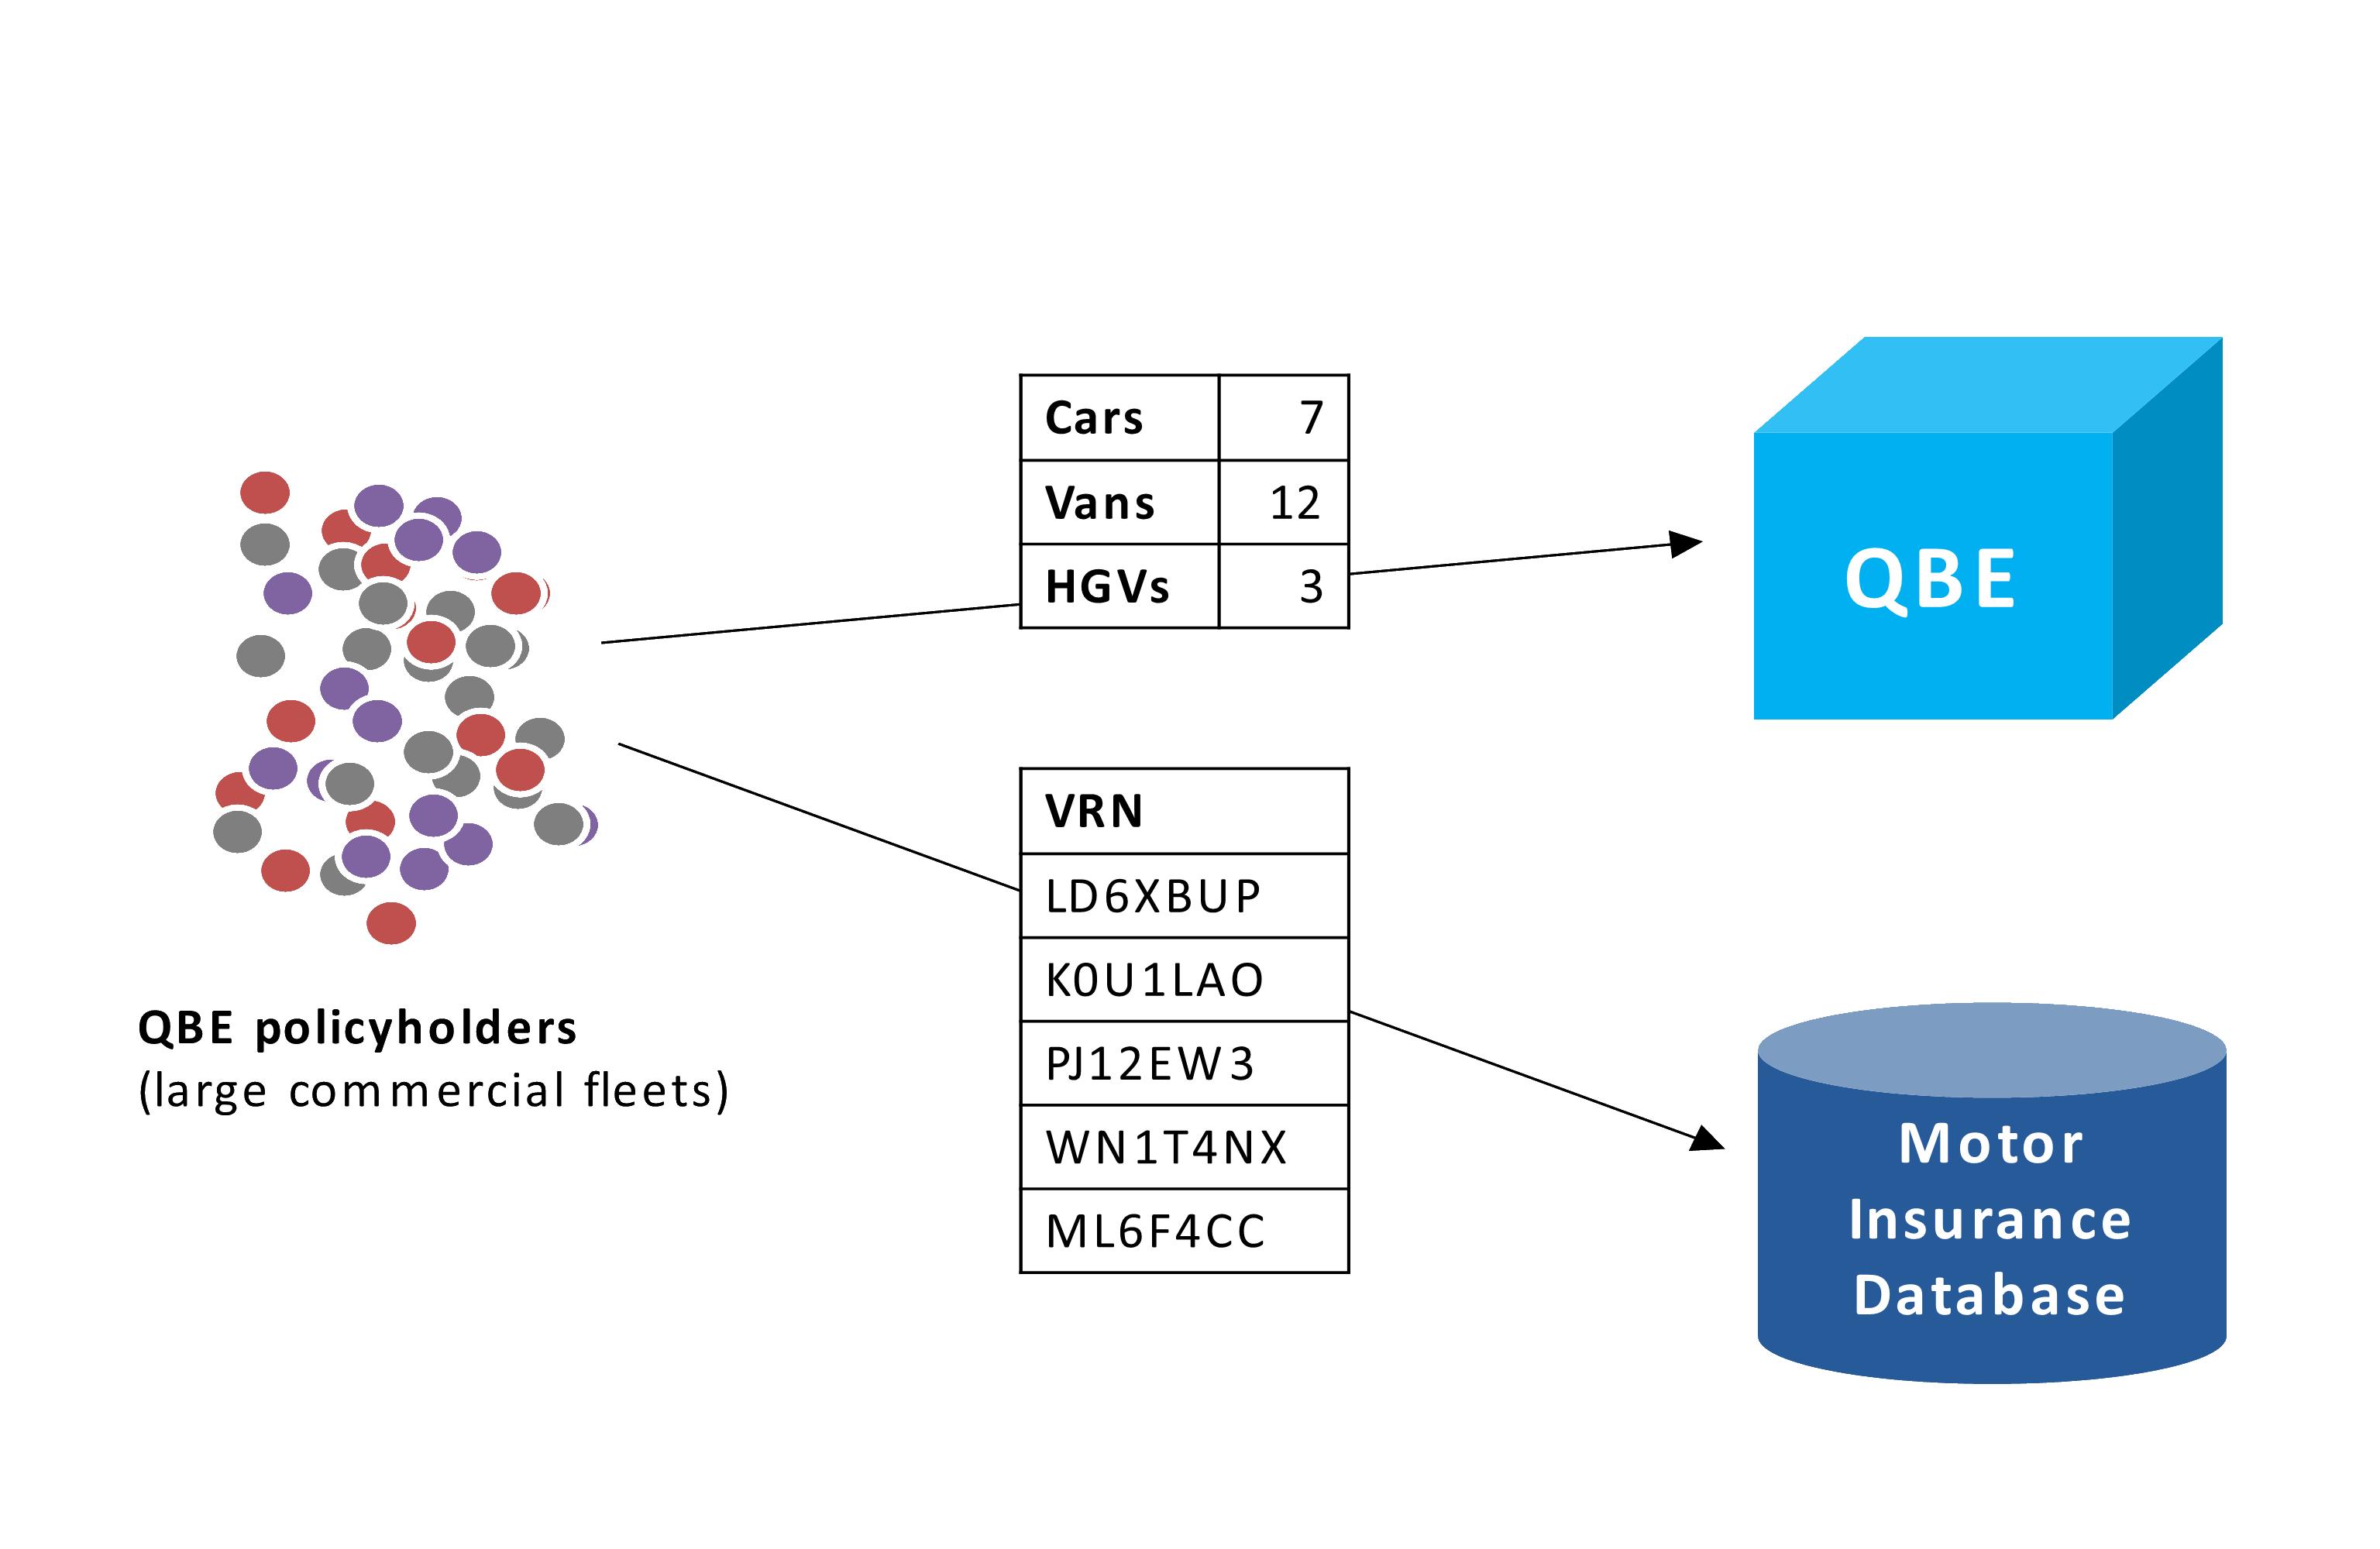 Cars 7
Vans 12
HGVs 3
QBE
VRN
LD6XBUP
K0U1LAO
PJ12EW3
WN1T4NX
ML6F4CC
QBE policyholders
(large commercial fleets)
Motor
Insurance
Database